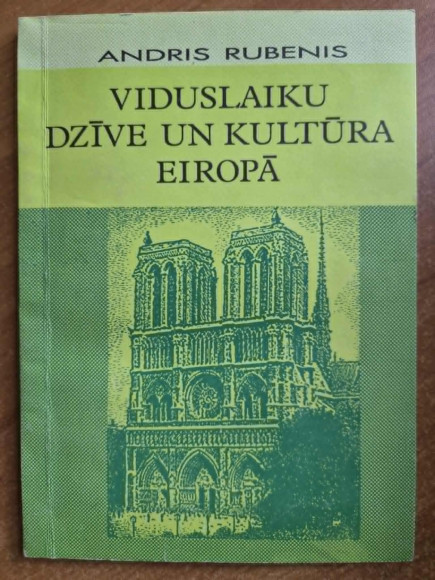 ANDRIS RUBENIS
VIDUSLAIKU
DZĪVE UN KULTŪRA
EIROPĀ